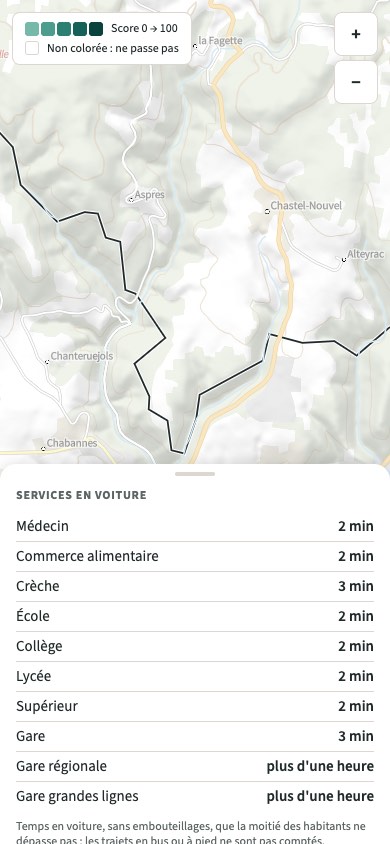 Score 0 → 100
Non colorée : ne passe pas
+
−
la Fagette
Aspres
Chastel-Nouvel
Alteyrac
Chanteruejols
Chabannes
SERVICES EN VOITURE
Médecin 2 min
Commerce alimentaire 2 min
Crèche 3 min
École 2 min
Collège 2 min
Lycée 2 min
Supérieur 2 min
Gare 3 min
Gare régionale plus d'une heure
Gare grandes lignes plus d'une heure
Temps en voiture, sans embouteillages, que la moitié des habitants ne
dépasse pas : les trajets en bus ou à pied ne sont pas comptés.